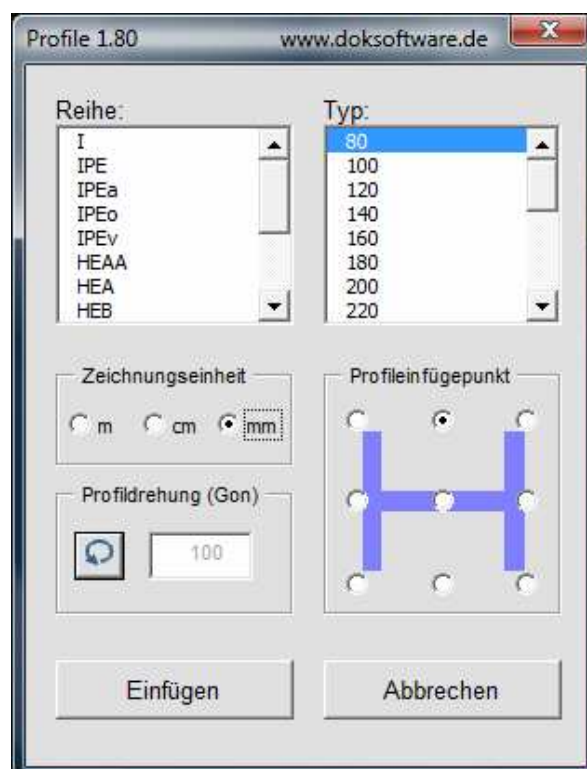 Profile 1.80 www.doksoftware.de
Reihe:
I
IPE
IPEa
IPEo
IPEv
HEAA
HEA
HEB
Typ:
80
100
120
140
160
180
200
220
Zeichnungseinheit
m cm mm
Profildrehung (Gon)
100
Profileinfügepunkt
Einfügen Abbrechen